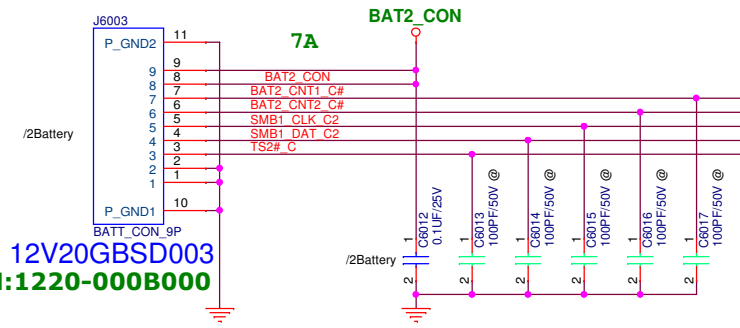 J6003
BAT2_CON
7A
P_GND2
11
9
9
8
8
BAT2_CON
7
7
BAT2_CNT1_C#
6
6
BAT2_CNT2_C#
5
5
SMB1_CLK_C2
4
4
SMB1_DAT_C2
3
3
TS2#_C
2
2
1
1
P_GND1
10
/2Battery
BATT_CON_9P
12V20GBSD003
:1220-000B000
/2Battery
1
2
C6012
0.1UF/25V
1
2
C6013
100PF/50V @
1
2
C6014
100PF/50V @
1
2
C6015
100PF/50V @
1
2
C6016
100PF/50V @
1
2
C6017
100PF/50V @